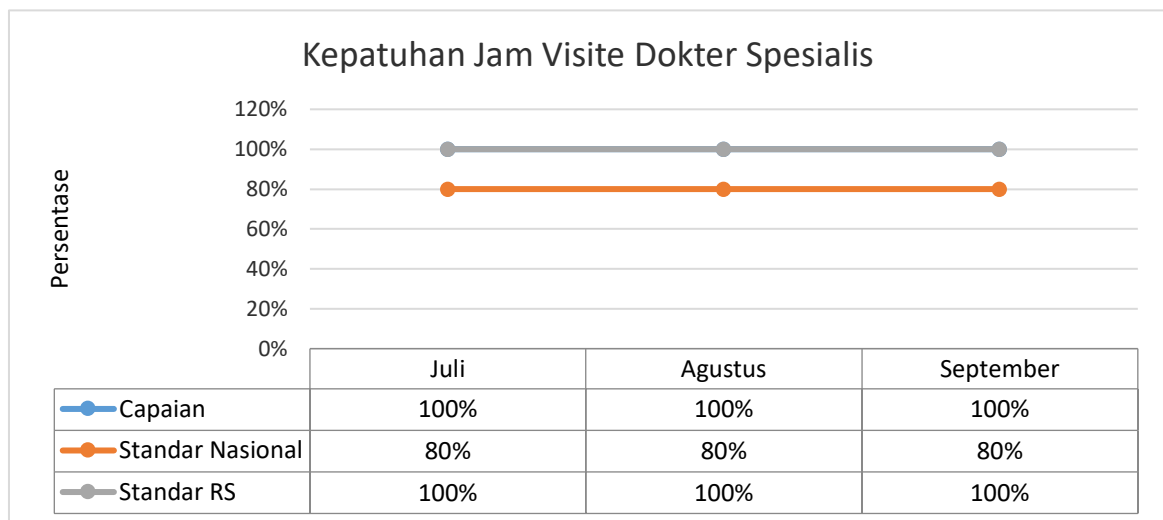 Kepatuhan Jam Visite Dokter Spesialis
Persentase
120%
100%
80%
60%
40%
20%
0%
Juli Agustus September
Capaian 100% 100% 100%
Standar Nasional 80% 80% 80%
Standar RS 100% 100% 100%